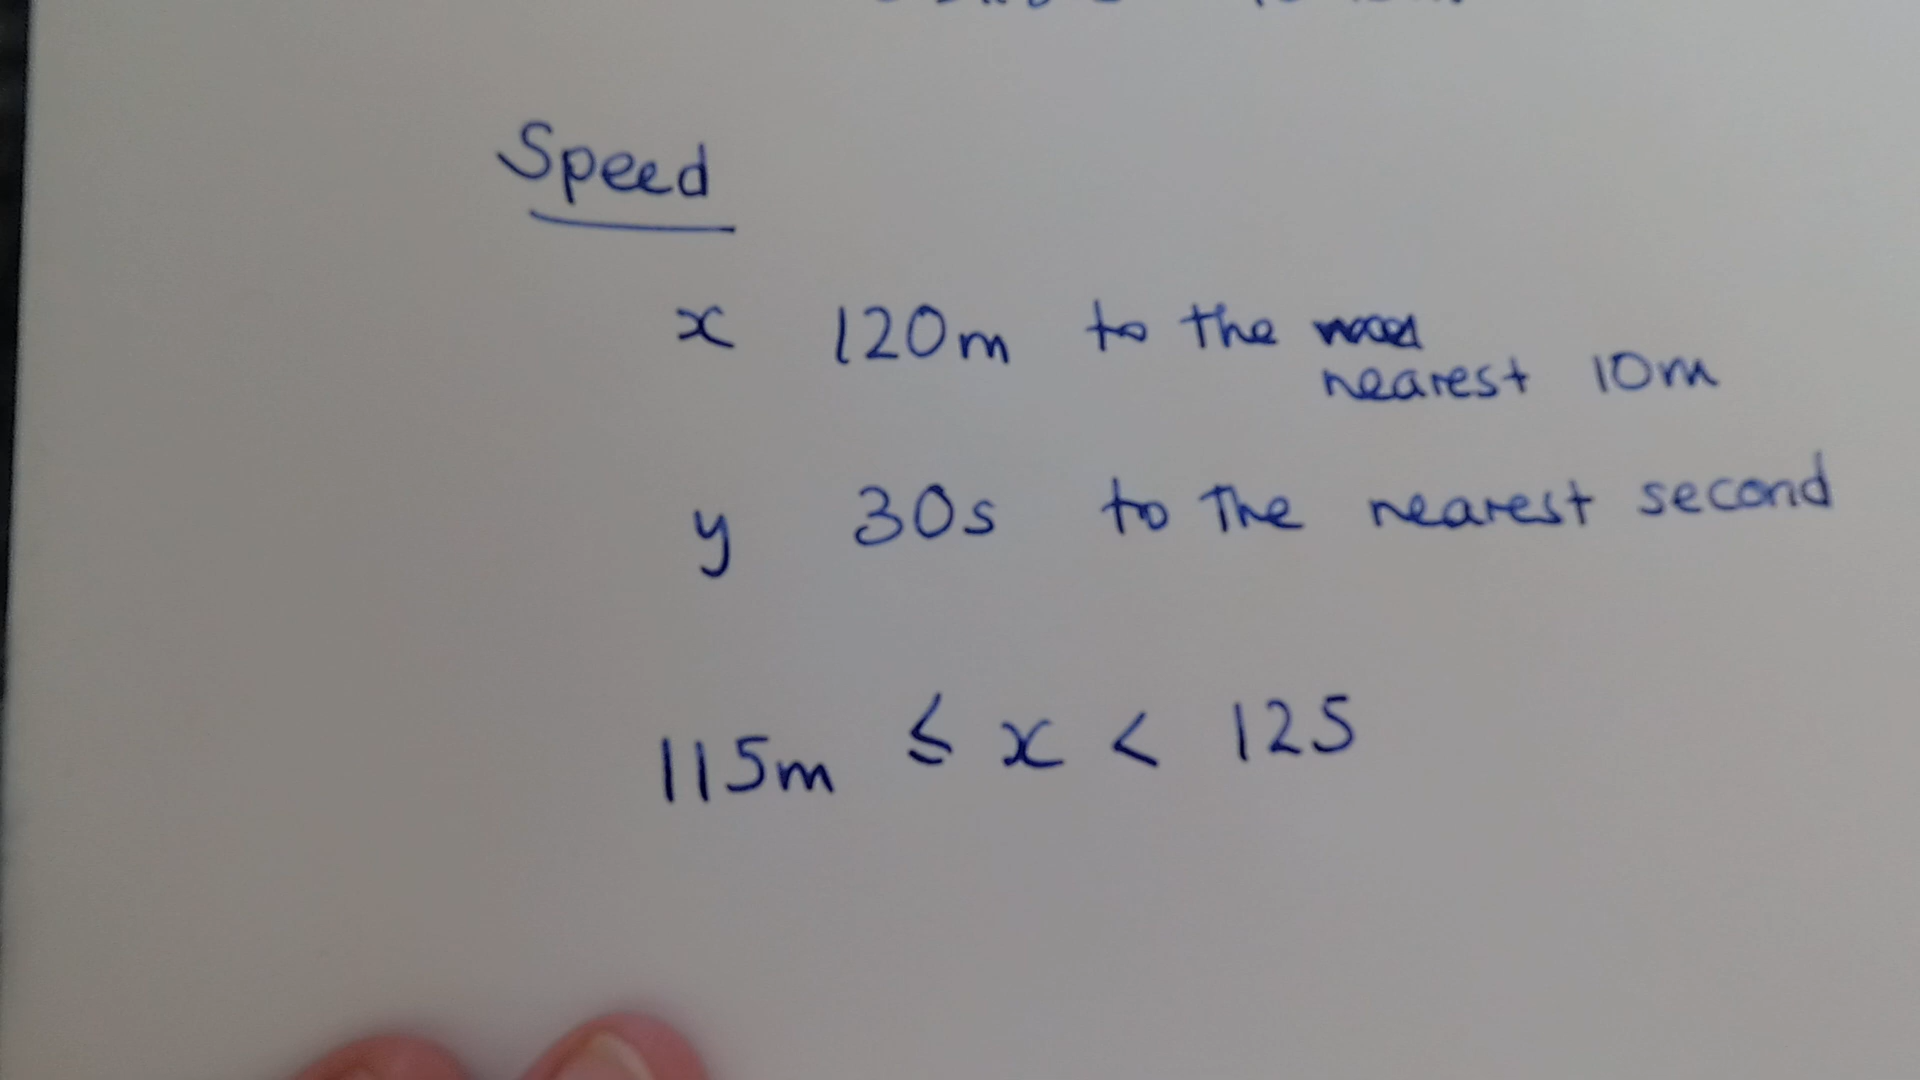 Speed
x 120m to the
nearest 10m
y 30s to the nearest second
115m ≤ x < 125